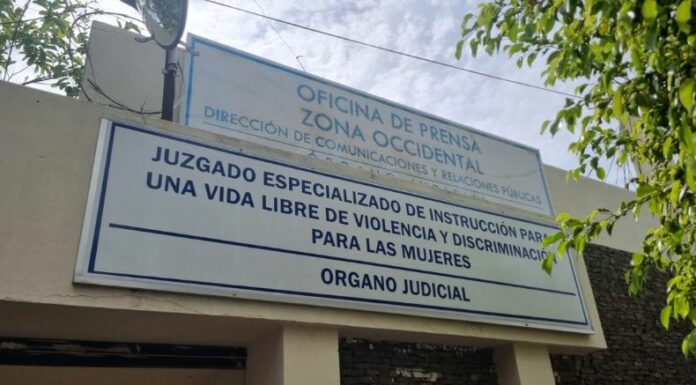 OFICINA DE PRENSA
ZONA OCCIDENTAL
DIRECCIÓN DE COMUNICACIONES Y RELACIONES PÚBLICAS
JUZGADO ESPECIALIZADO DE INSTRUCCIÓN PARA
UNA VIDA LIBRE DE VIOLENCIA Y DISCRIMINACIÓN
PARA LAS MUJERES
ORGANO JUDICIAL